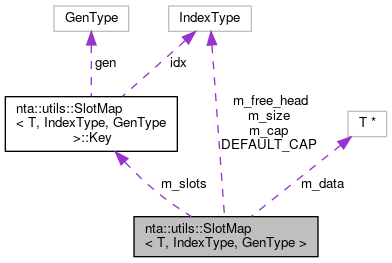 GenType
IndexType
gen
idx
nta::utils::SlotMap
< T, IndexType, GenType
>::Key
m_free_head
m_size
m_cap
DEFAULT_CAP
T *
m_slots
m_data
nta::utils::SlotMap
< T, IndexType, GenType >